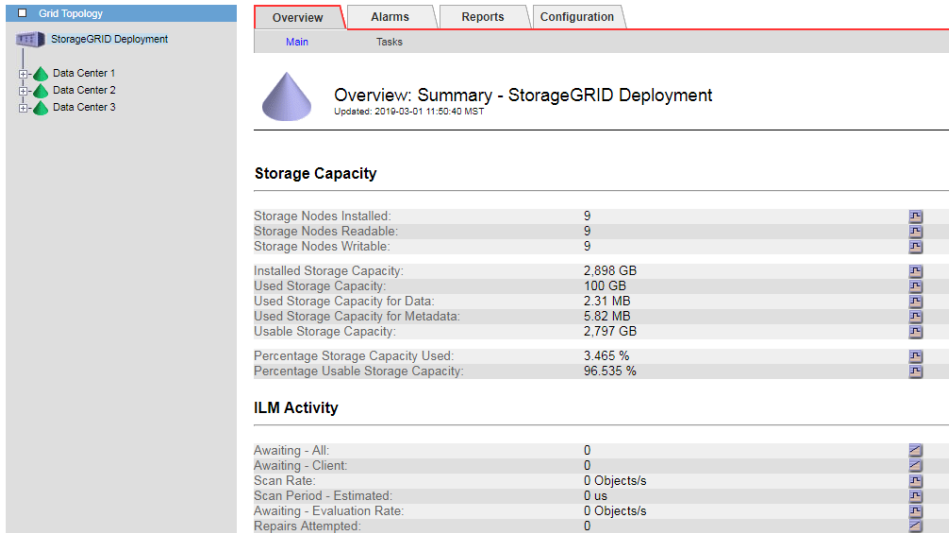 Grid Topology
StorageGRID Deployment
Data Center 1
Data Center 2
Data Center 3
Overview Alarms Reports Configuration
Main Tasks
Overview: Summary - StorageGRID Deployment
Updated: 2019-03-01 11:50:40 MST
Storage Capacity
Storage Nodes Installed: 9
Storage Nodes Readable: 9
Storage Nodes Writable: 9
Installed Storage Capacity: 2,898 GB
Used Storage Capacity: 100 GB
Used Storage Capacity for Data: 2.31 MB
Used Storage Capacity for Metadata: 5.82 MB
Usable Storage Capacity: 2,797 GB
Percentage Storage Capacity Used: 3.465 %
Percentage Usable Storage Capacity: 96.535 %
ILM Activity
Awaiting - All: 0
Awaiting - Client: 0
Scan Rate: 0 Objects/s
Scan Period - Estimated: 0 us
Awaiting - Evaluation Rate: 0 Objects/s
Repairs Attempted: 0